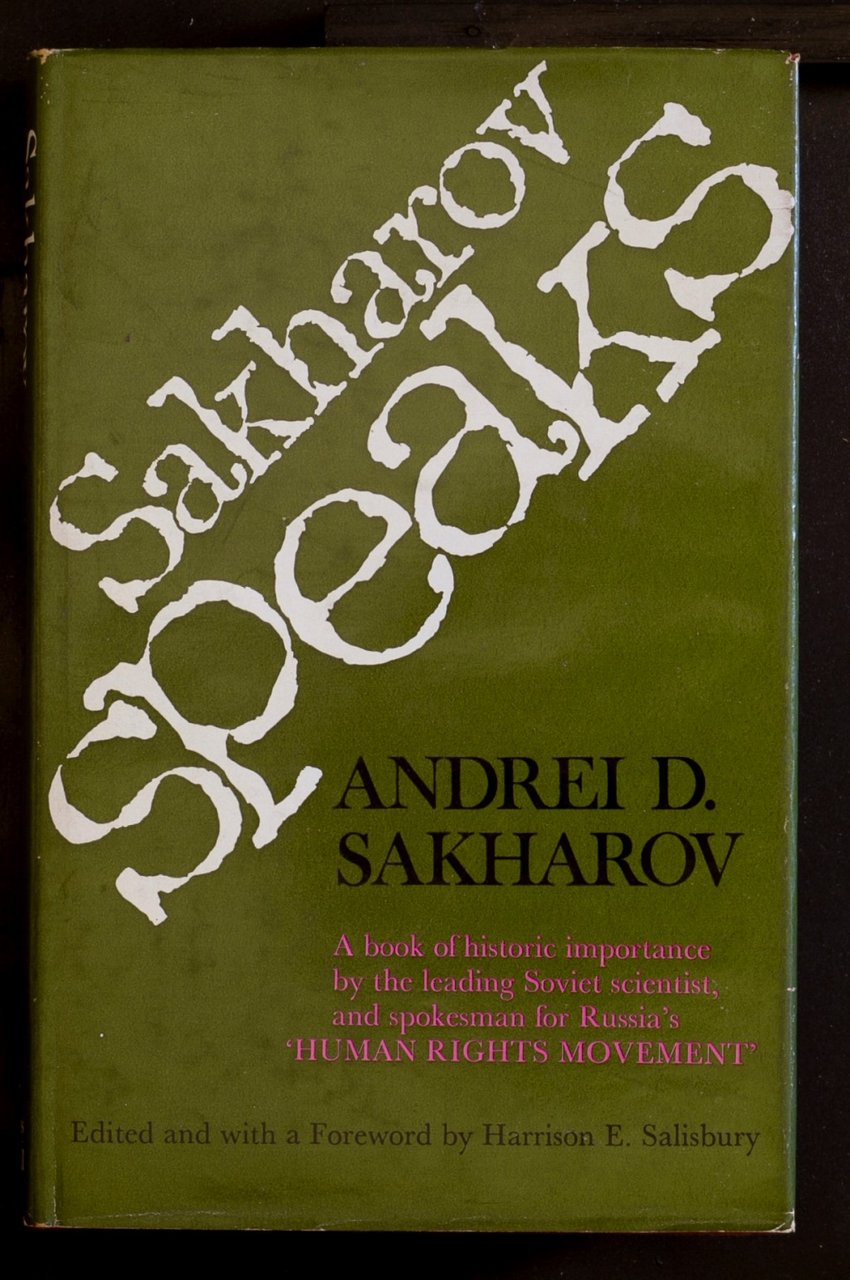 Sakharov
Speaks
ANDREI D.
SAKHAROV
A book of historic importance
by the leading Soviet scientist,
and spokesman for Russia's
'HUMAN RIGHTS MOVEMENT'
Edited and with a Foreword by Harrison E. Salisbury